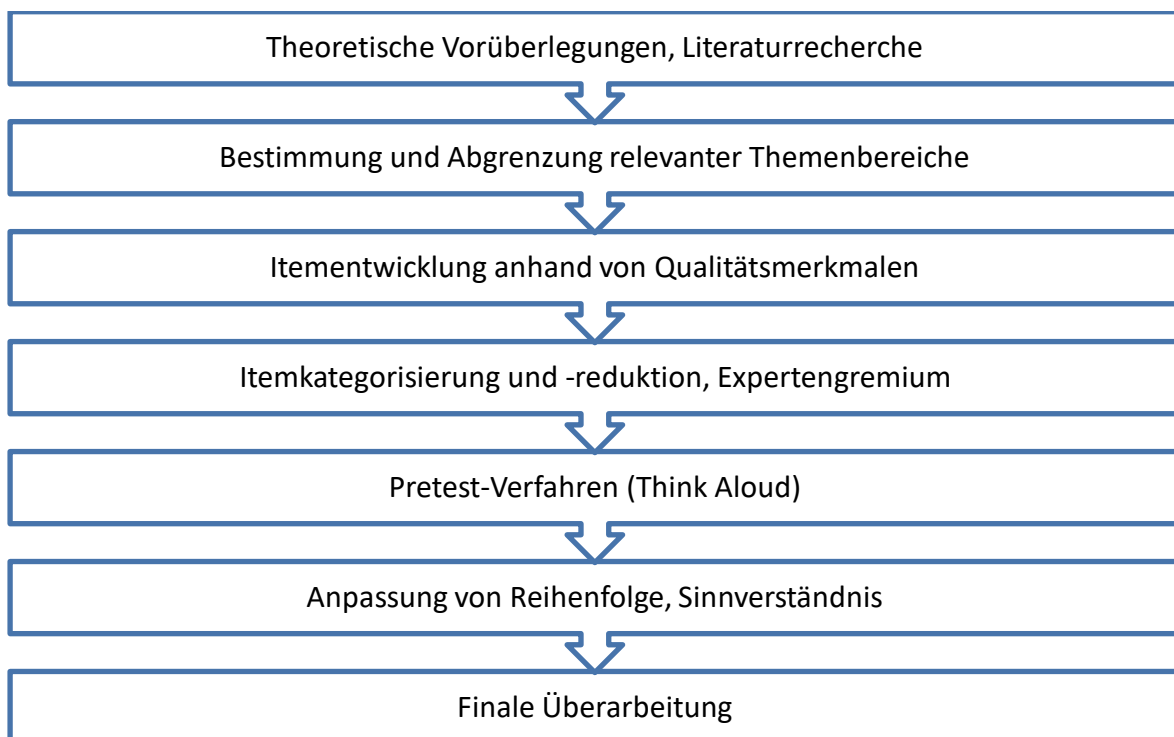 Theoretische Vorüberlegungen, Literaturrecherche
Bestimmung und Abgrenzung relevanter Themenbereiche
Itementwicklung anhand von Qualitätsmerkmalen
Itemkategorisierung und -reduktion, Expertengremium
Pretest-Verfahren (Think Aloud)
Anpassung von Reihenfolge, Sinnverständnis
Finale Überarbeitung